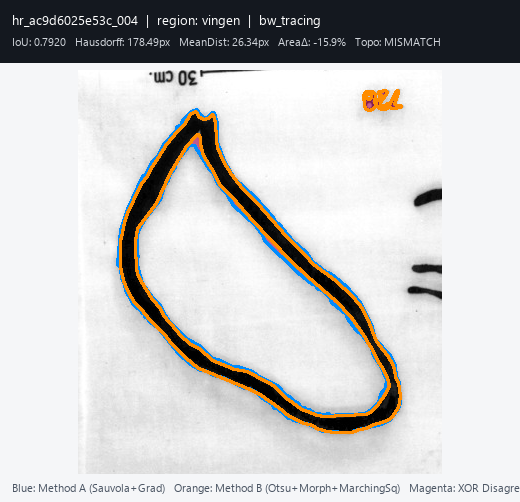 hr_ac9d6025e53c_004 | region: vingen | bw_tracing
IoU: 0.7920 Hausdorff: 178.49px MeanDist: 26.34px AreaΔ: -15.9% Topo: MISMATCH
30 cm.
Blue: Method A (Sauvola+Grad) Orange: Method B (Otsu+Morph+MarchingSq) Magenta: XOR Disagre